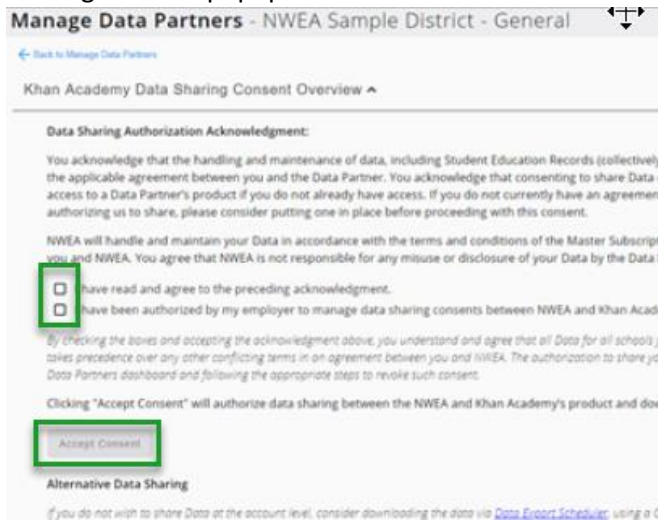 Manage Data Partners - NWEA Sample District - General
Back to Manage Data Partners
Khan Academy Data Sharing Consent Overview
Data Sharing Authorization Acknowledgment:
You acknowledge that the handling and maintenance of data, including Student Education Records (collectively
the applicable agreement between you and the Data Partner. You acknowledge that consenting to share Data
access to a Data Partner's product if you do not already have access. If you do not currently have an agreemen
authorizing us to share, please consider putting one in place before proceeding with this consent.
NWEA will handle and maintain your Data in accordance with the terms and conditions of the Master Subscript
you and NWEA. You agree that NWEA is not responsible for any misuse or disclosure of your Data by the Data
have read and agree to the preceding acknowledgment.
have been authorized by my employer to manage data sharing consents between NWEA and Khan Acad
By checking the boxes and accepting the acknowledgment above, you understand and agree that all Data for all schools
takes precedence over any other conflicting terms in an agreement between you and NWEA. The authorization to share yo
Data Partners dashboard and following the appropriate steps to revoke such consent.
Clicking "Accept Consent" will authorize data sharing between the NWEA and Khan Academy's product and dow
Accept Consent
Alternative Data Sharing
If you do not wish to share Data at the account level, consider downloading the data via Data Export Scheduler, using a C